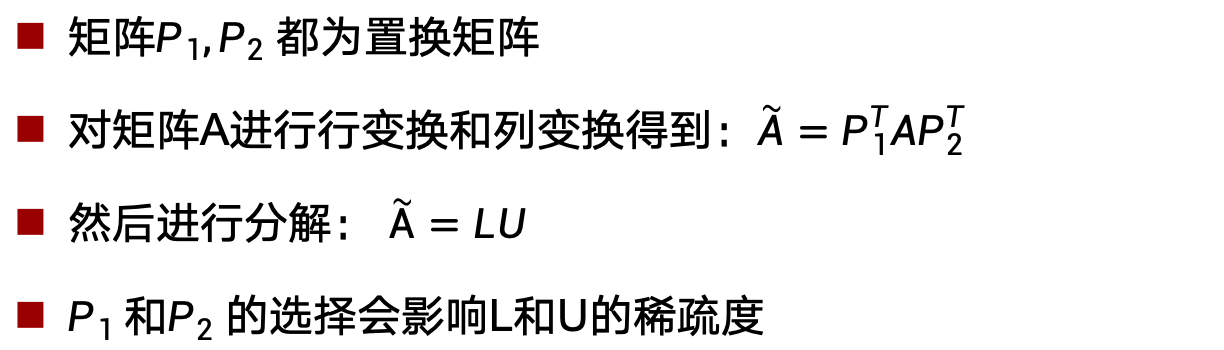 矩阵P₁,P₂ 都为置换矩阵
对矩阵A进行行变换和列变换得到：Ã = P₁ᵀAP₂ᵀ
然后进行分解： Ã = LU
P₁ 和P₂ 的选择会影响L和U的稀疏度